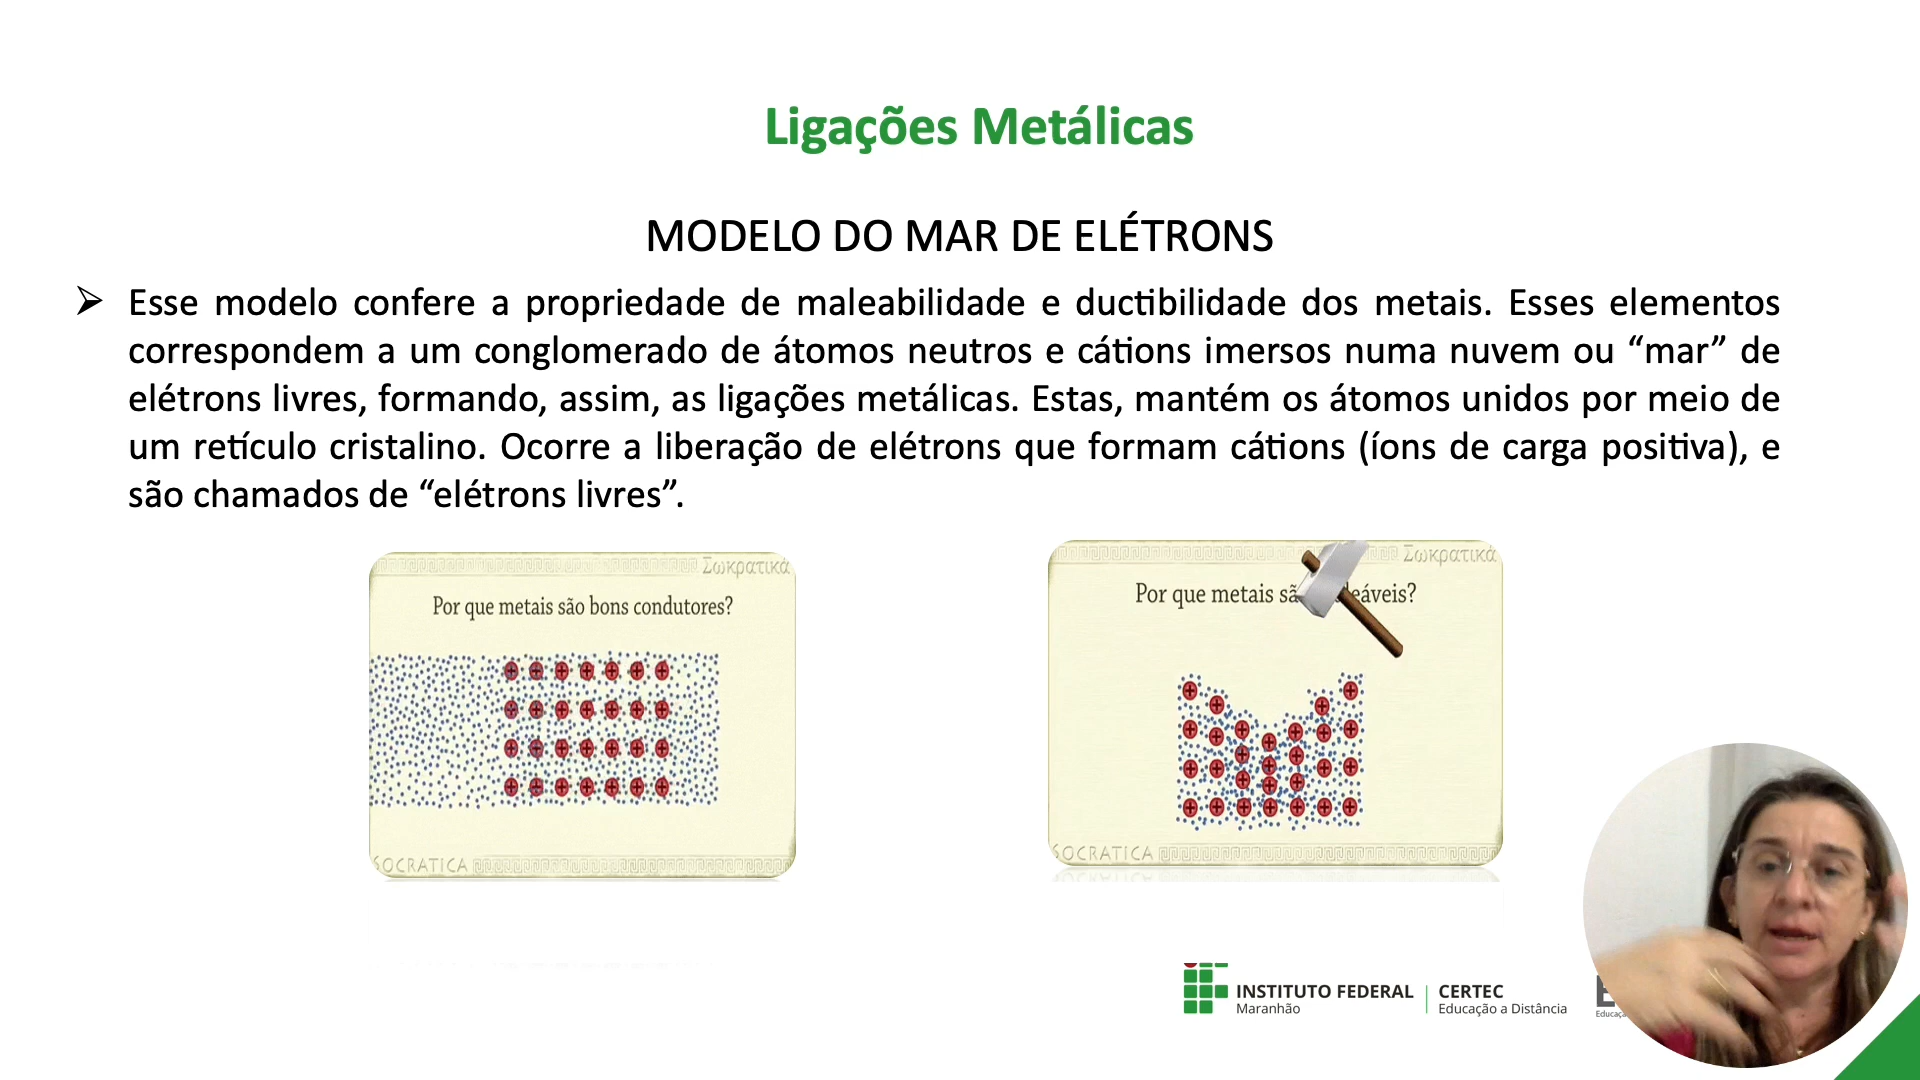 Ligações Metálicas
MODELO DO MAR DE ELÉTRONS
Esse modelo confere a propriedade de maleabilidade e ductibilidade dos metais. Esses elementos
correspondem a um conglomerado de átomos neutros e cátions imersos numa nuvem ou “mar” de
elétrons livres, formando, assim, as ligações metálicas. Estas, mantém os átomos unidos por meio de
um retículo cristalino. Ocorre a liberação de elétrons que formam cátions (íons de carga positiva), e
são chamados de “elétrons livres”.
Σωκρατικά
Por que metais são bons condutores?
SOCRATICA
Σωκρατικά
Por que metais
SOCRATICA
INSTITUTO FEDERAL
Maranhão
CERTEC
Educação a Distância